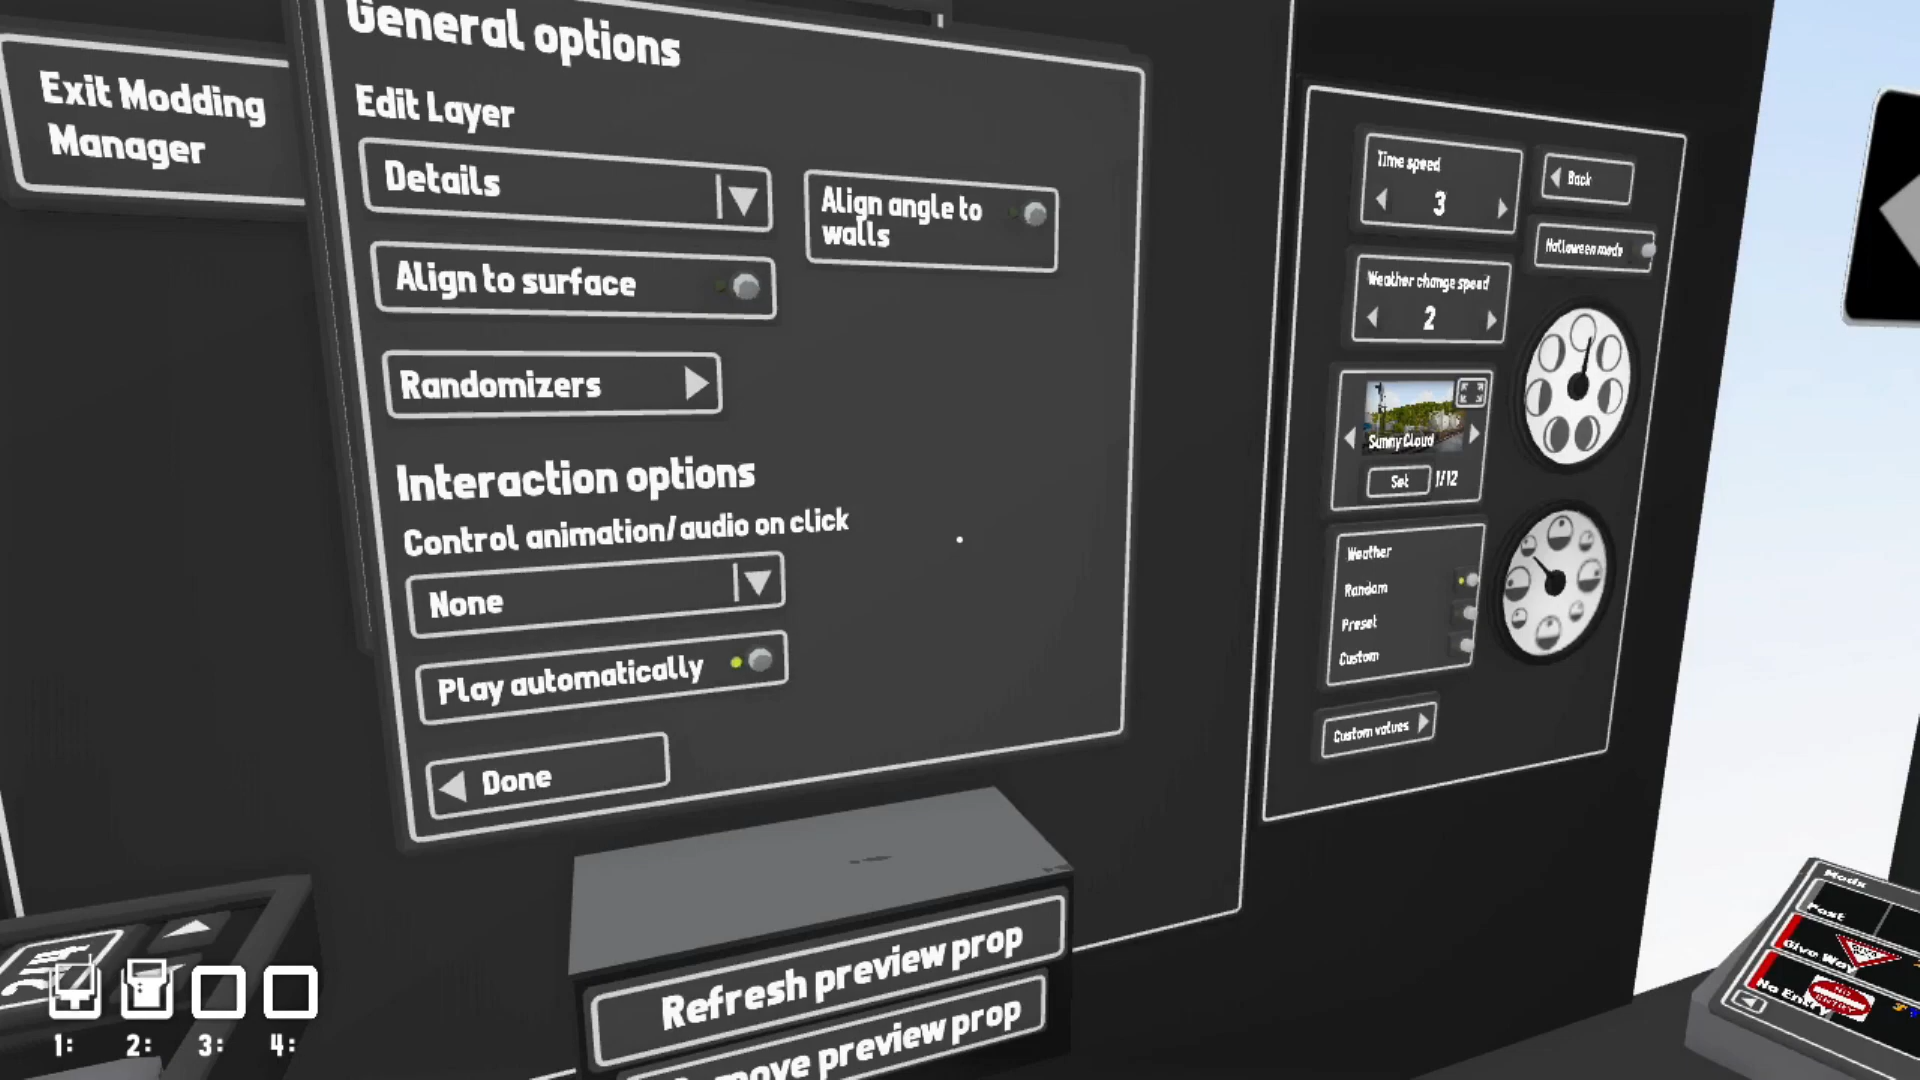 General options
Exit Modding
Manager
Edit Layer
Details
Align angle to
walls
Align to surface
Randomizers
Interaction options
Control animation/audio on click
None
Play automatically
Done
Refresh preview prop
move preview prop
Time speed
3
Back
Halloween mode
Weather change speed
2
Sunny Cloud
Set
1/12
Weather
Random
Preset
Custom
Custom values
Mods
Post
Give Way
No Entry
1:
2:
3:
4: